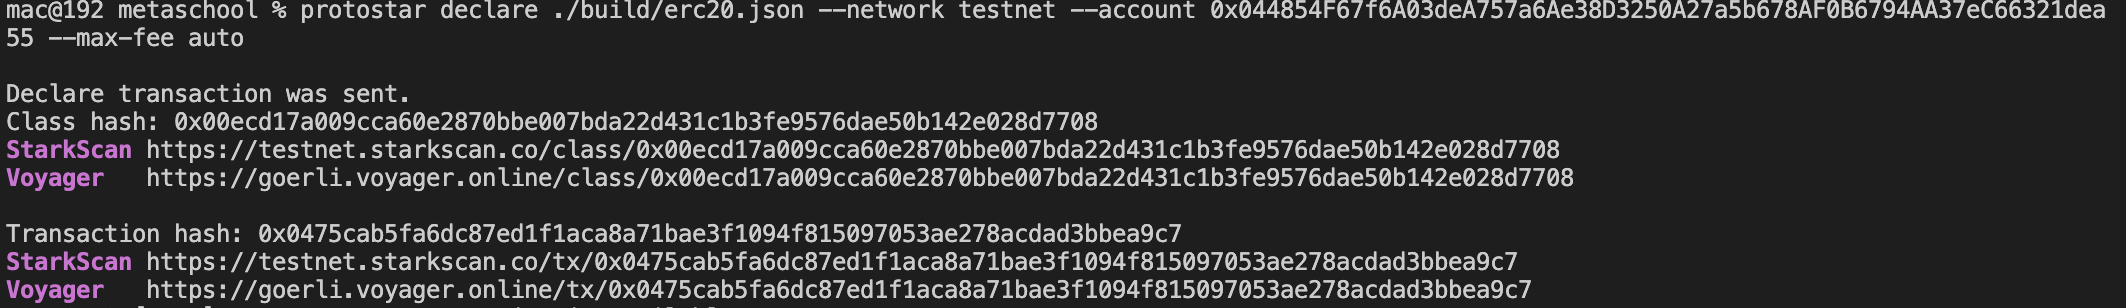 mac@192 metaschool % protostar declare ./build/erc20.json --network testnet --account 0x044854F67f6A03deA757a6Ae38D3250A27a5b678AF0B6794AA37eC66321dea
55 --max-fee auto
Declare transaction was sent.
Class hash: 0x00ecd17a009cca60e2870bbe007bda22d431c1b3fe9576dae50b142e028d7708
StarkScan https://testnet.starkscan.co/class/0x00ecd17a009cca60e2870bbe007bda22d431c1b3fe9576dae50b142e028d7708
Voyager https://goerli.voyager.online/class/0x00ecd17a009cca60e2870bbe007bda22d431c1b3fe9576dae50b142e028d7708
Transaction hash: 0x0475cab5fa6dc87ed1f1aca8a71bae3f1094f815097053ae278acdad3bbea9c7
StarkScan https://testnet.starkscan.co/tx/0x0475cab5fa6dc87ed1f1aca8a71bae3f1094f815097053ae278acdad3bbea9c7
Voyager https://goerli.voyager.online/tx/0x0475cab5fa6dc87ed1f1aca8a71bae3f1094f815097053ae278acdad3bbea9c7